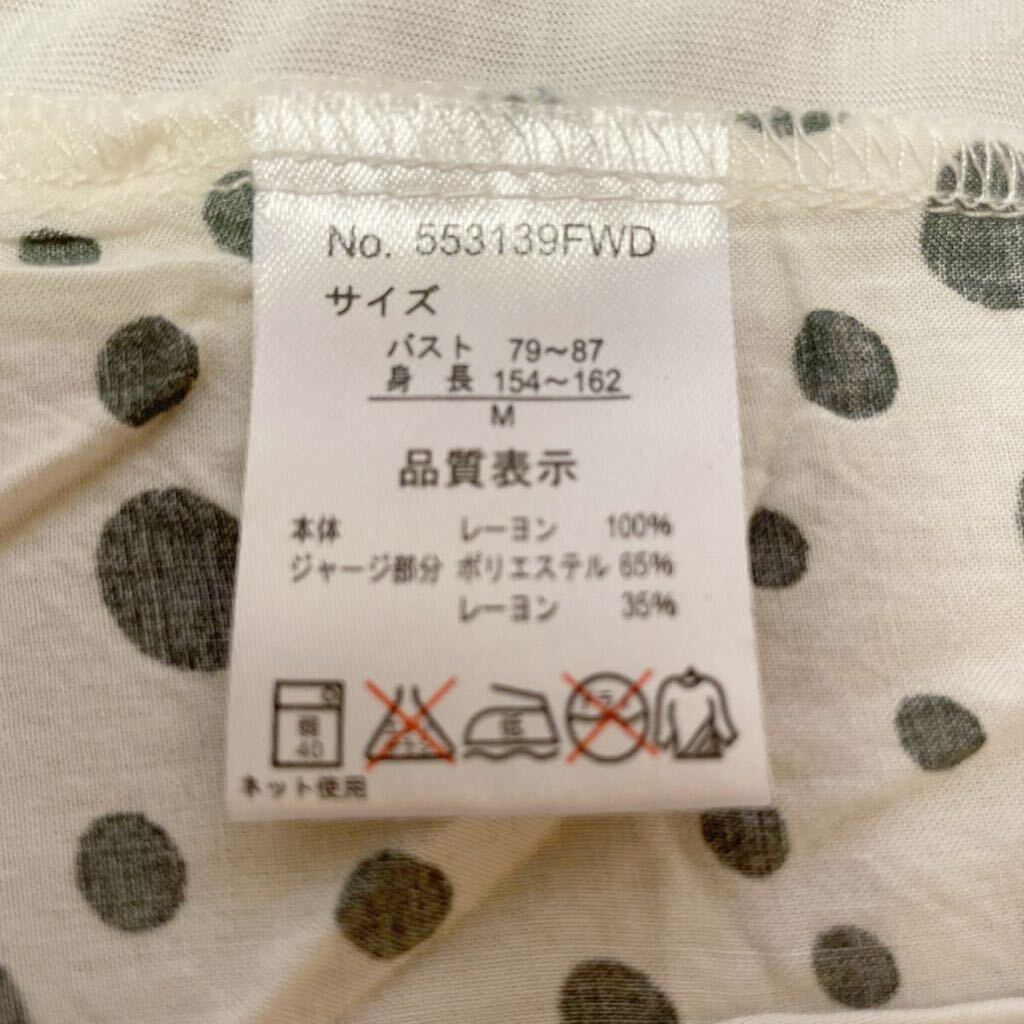 No. 553139FWD
サイズ
バスト 79～87
身長 154～162
M
品質表示
本体 レーヨン 100%
ジャージ部分 ポリエステル 65%
レーヨン 35%
弱 40 低
ネット使用